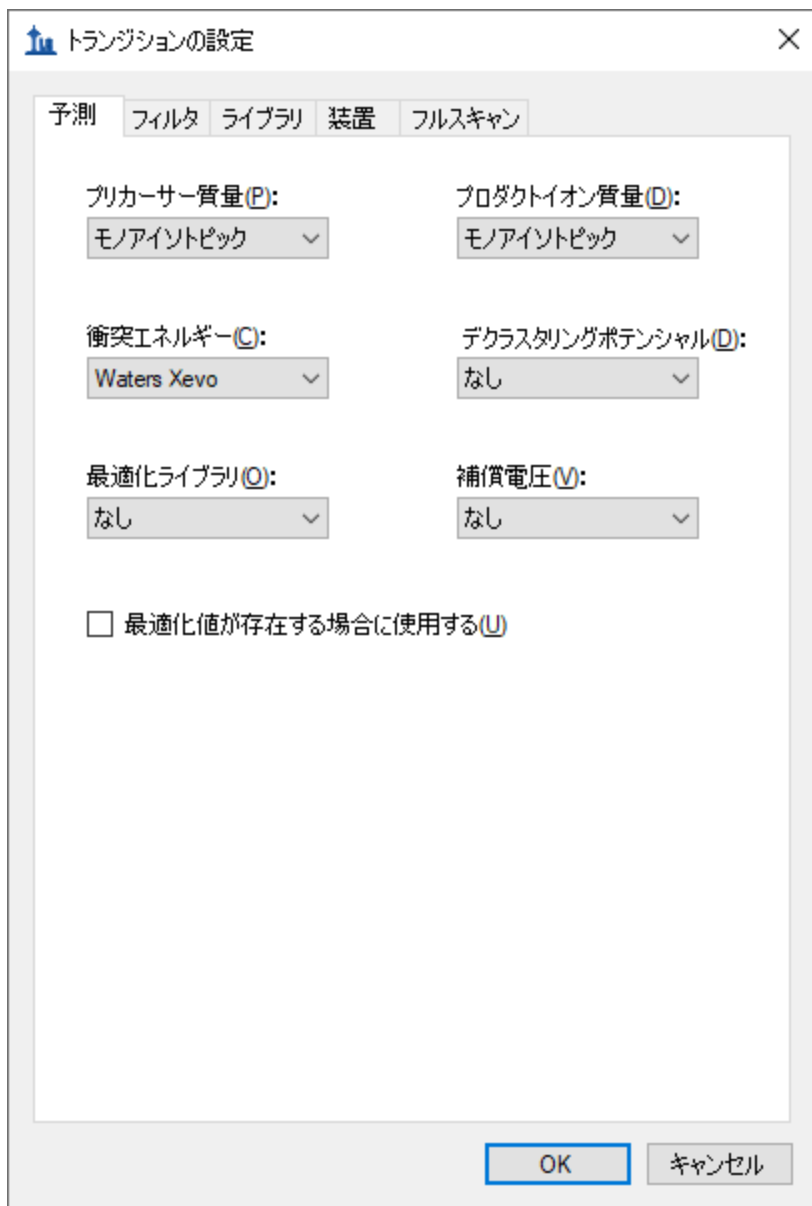 トランジションの設定
予測 フィルタ ライブラリ 装置 フルスキャン
プリカーサー質量(P): プロダクトイオン質量(D):
モノアイソトピック モノアイソトピック
衝突エネルギー(C): デクラスタリングポテンシャル(D):
Waters Xevo なし
最適化ライブラリ(O): 補償電圧(V):
なし なし
最適化値が存在する場合に使用する(U)
OK キャンセル